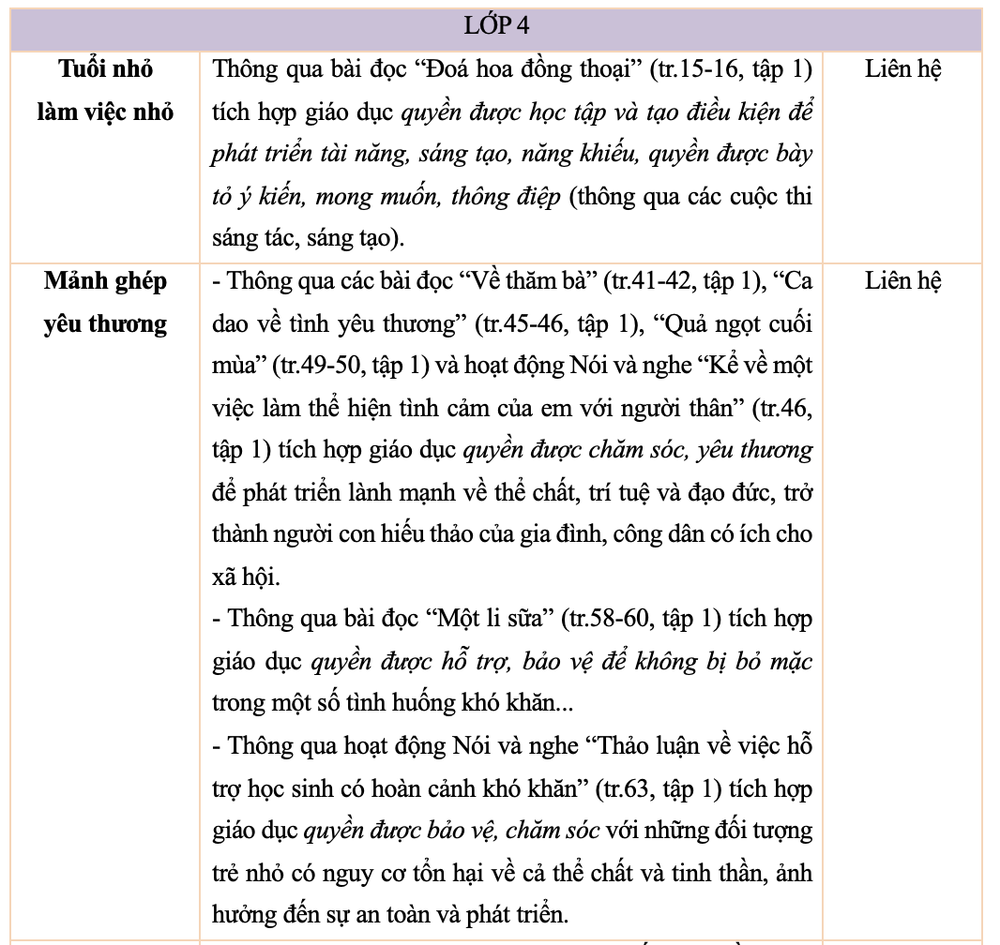 LỚP 4
Tuổi nhỏ
làm việc nhỏ
Thông qua bài đọc “Đoá hoa đồng thoại” (tr.15-16, tập 1)
tích hợp giáo dục quyền được học tập và tạo điều kiện để
phát triển tài năng, sáng tạo, năng khiếu, quyền được bày
tỏ ý kiến, mong muốn, thông điệp (thông qua các cuộc thi
sáng tác, sáng tạo).
Liên hệ
Mảnh ghép
yêu thương
- Thông qua các bài đọc “Về thăm bà” (tr.41-42, tập 1), “Ca
dao về tình yêu thương” (tr.45-46, tập 1), “Quả ngọt cuối
mùa” (tr.49-50, tập 1) và hoạt động Nói và nghe “Kể về một
việc làm thể hiện tình cảm của em với người thân” (tr.46,
tập 1) tích hợp giáo dục quyền được chăm sóc, yêu thương
để phát triển lành mạnh về thể chất, trí tuệ và đạo đức, trở
thành người con hiếu thảo của gia đình, công dân có ích cho
xã hội.
- Thông qua bài đọc “Một li sữa” (tr.58-60, tập 1) tích hợp
giáo dục quyền được hỗ trợ, bảo vệ để không bị bỏ mặc
trong một số tình huống khó khăn...
- Thông qua hoạt động Nói và nghe “Thảo luận về việc hỗ
trợ học sinh có hoàn cảnh khó khăn” (tr.63, tập 1) tích hợp
giáo dục quyền được bảo vệ, chăm sóc với những đối tượng
trẻ nhỏ có nguy cơ tổn hại về cả thể chất và tinh thần, ảnh
hưởng đến sự an toàn và phát triển.
Liên hệ